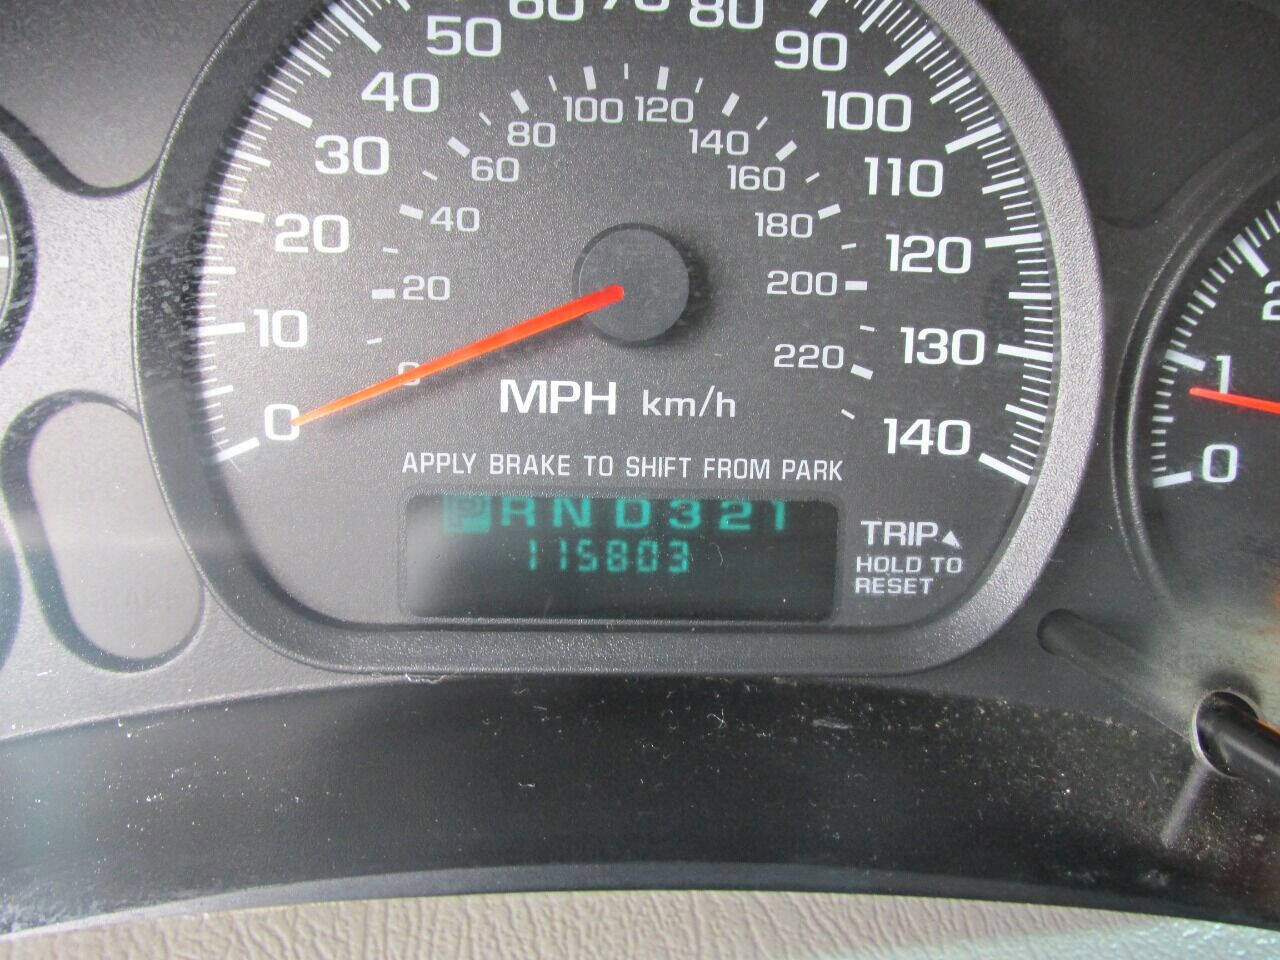 60 70 80
50 90
40 100
30 110
20 120
10 130
0 140
100 120
80 140
60 160
40 180
20 200
0 220
MPH km/h
APPLY BRAKE TO SHIFT FROM PARK
P R N D 3 2 1
115803
TRIP
HOLD TO
RESET
2
1
0